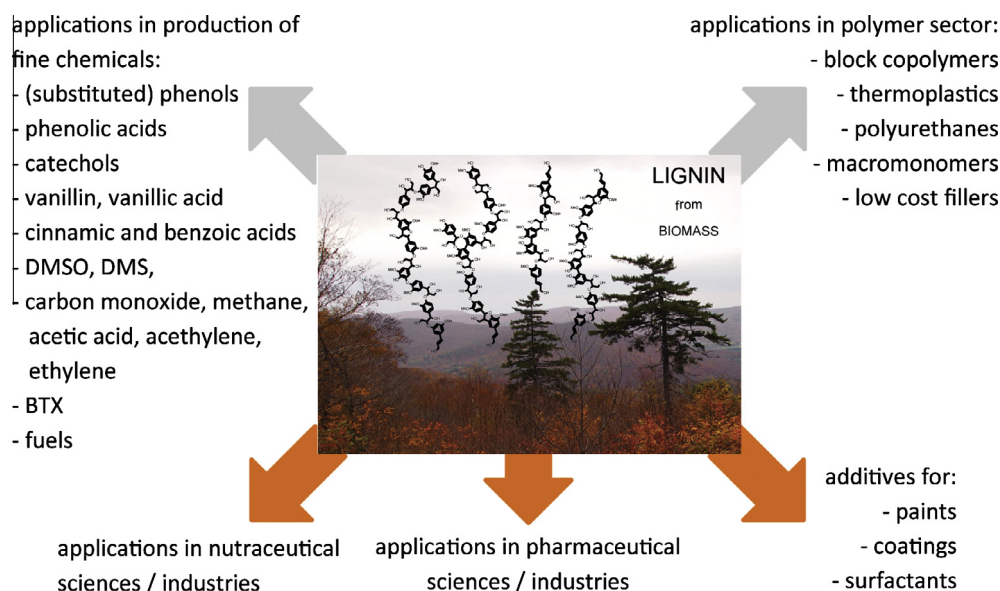 applications in production of
fine chemicals:
- (substituted) phenols
- phenolic acids
- catechols
- vanillin, vanillic acid
- cinnamic and benzoic acids
- DMSO, DMS,
- carbon monoxide, methane,
acetic acid, acethylene,
ethylene
- BTX
- fuels
applications in polymer sector:
- block copolymers
- thermoplastics
- polyurethanes
- macromonomers
- low cost fillers
LIGNIN
from
BIOMASS
applications in nutraceutical
sciences / industries
applications in pharmaceutical
sciences / industries
additives for:
- paints
- coatings
- surfactants